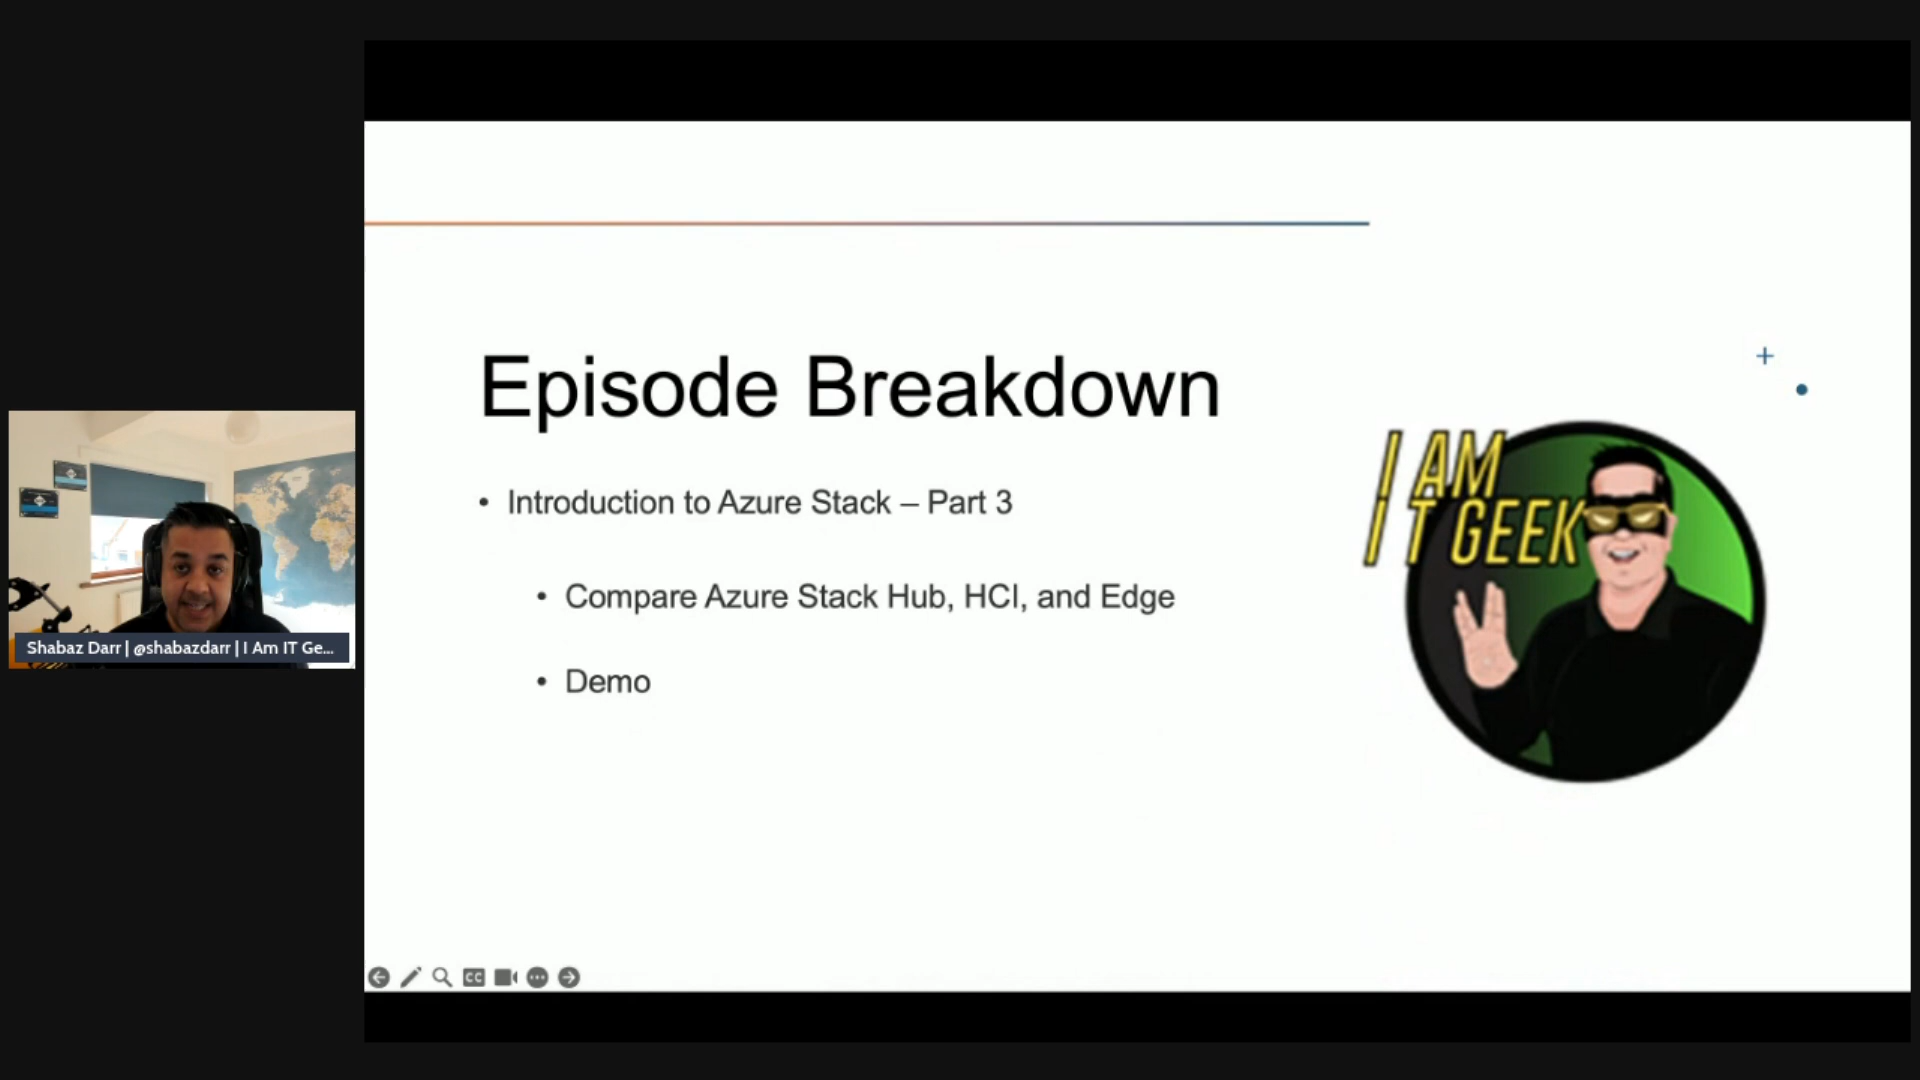 Episode Breakdown
• Introduction to Azure Stack – Part 3
• Compare Azure Stack Hub, HCI, and Edge
• Demo
I AM
IT GEEK
Shabaz Darr | @shabazdarr | I Am IT Ge...
CC